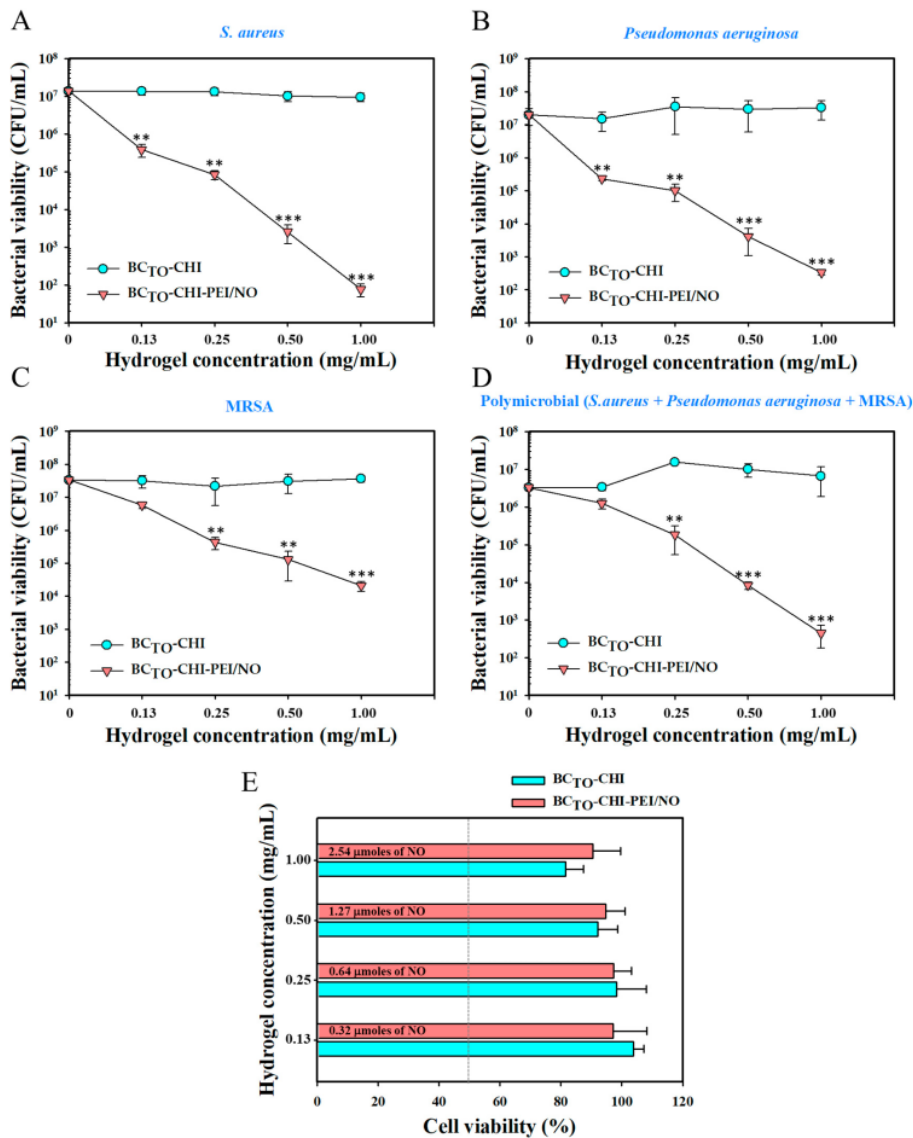 A
S. aureus
Bacterial viability (CFU/mL)
10⁸
10⁷
10⁶
10⁵
10⁴
10³
10²
10¹
**
**
***
***
BCTO-CHI
BCTO-CHI-PEI/NO
0 0.13 0.25 0.50 1.00
Hydrogel concentration (mg/mL)
B
Pseudomonas aeruginosa
Bacterial viability (CFU/mL)
10⁹
10⁸
10⁷
10⁶
10⁵
10⁴
10³
10²
10¹
**
**
***
***
BCTO-CHI
BCTO-CHI-PEI/NO
0 0.13 0.25 0.50 1.00
Hydrogel concentration (mg/mL)
C
MRSA
Bacterial viability (CFU/mL)
10⁹
10⁸
10⁷
10⁶
10⁵
10⁴
10³
10²
10¹
**
**
***
BCTO-CHI
BCTO-CHI-PEI/NO
0 0.13 0.25 0.50 1.00
Hydrogel concentration (mg/mL)
D
Polymicrobial (S.aureus + Pseudomonas aeruginosa + MRSA)
Bacterial viability (CFU/mL)
10⁸
10⁷
10⁶
10⁵
10⁴
10³
10²
10¹
**
***
***
BCTO-CHI
BCTO-CHI-PEI/NO
0 0.13 0.25 0.50 1.00
Hydrogel concentration (mg/mL)
E
BCTO-CHI
BCTO-CHI-PEI/NO
Hydrogel concentration (mg/mL)
1.00
2.54 μmoles of NO
0.50
1.27 μmoles of NO
0.25
0.64 μmoles of NO
0.13
0.32 μmoles of NO
0 20 40 60 80 100 120
Cell viability (%)